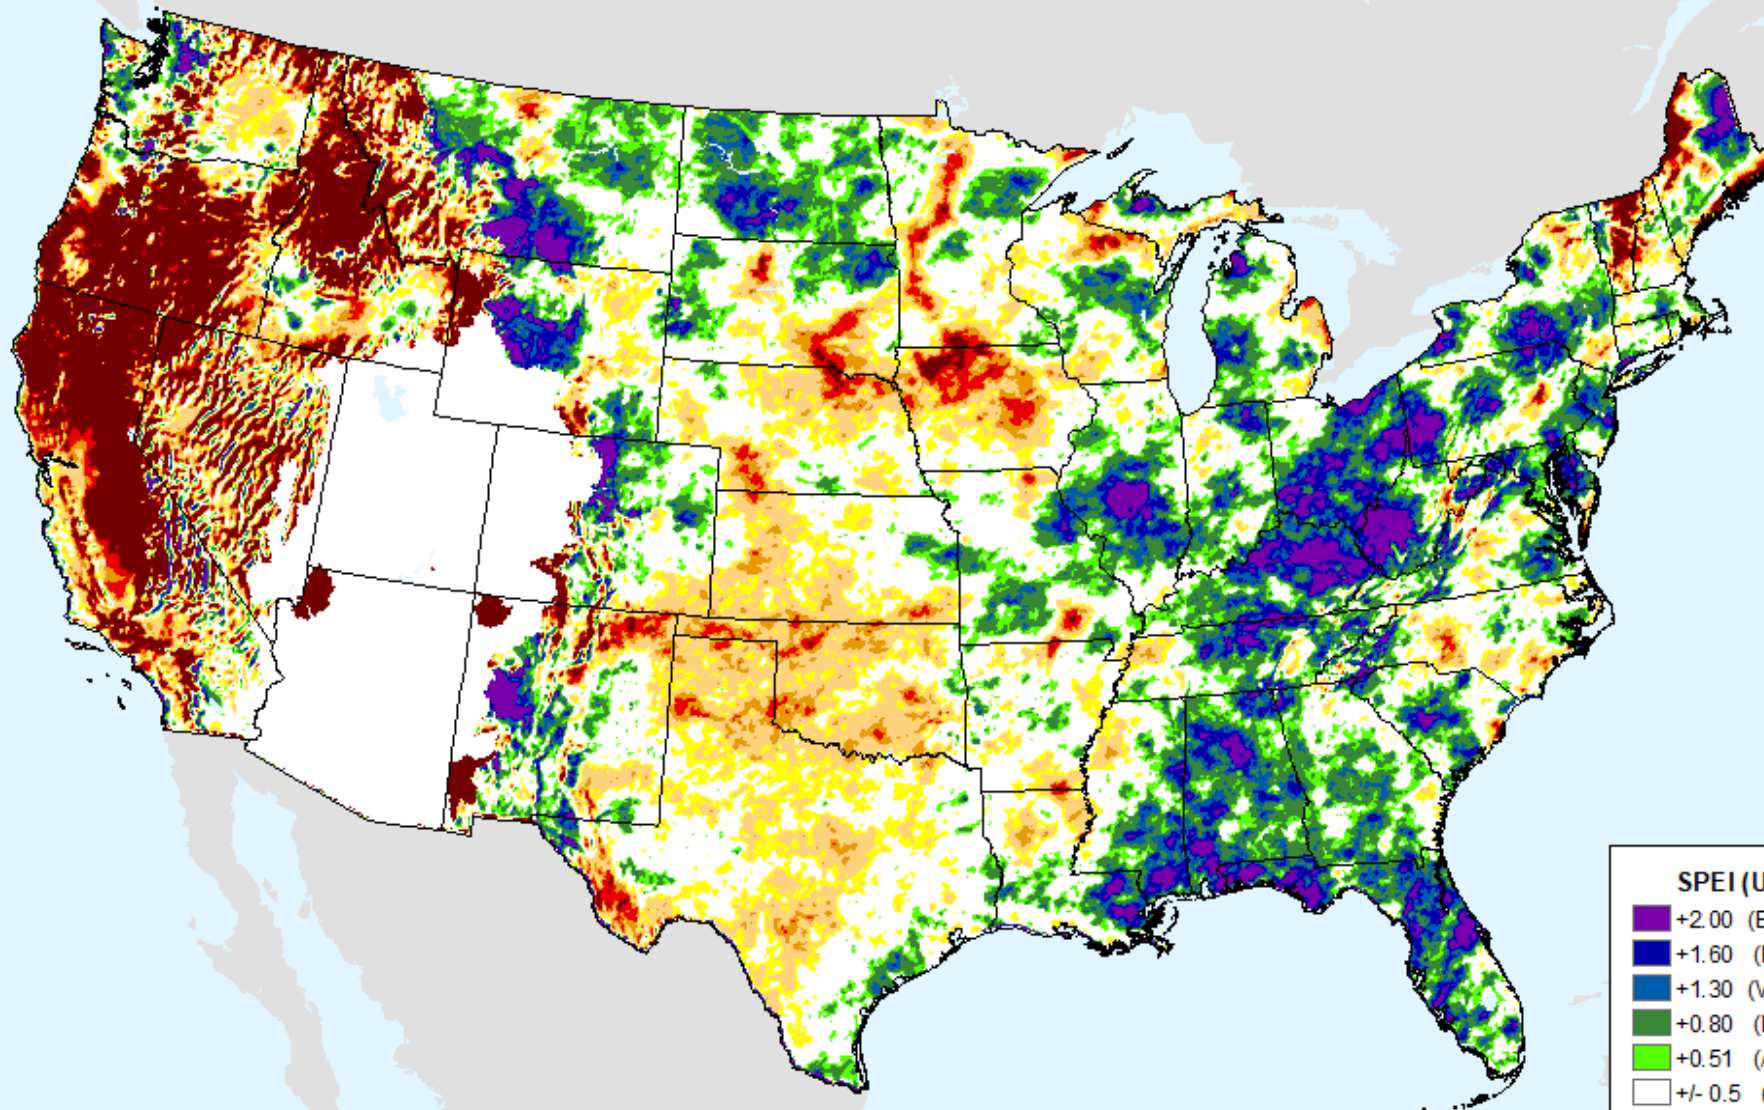 SPEI (U
+2.00 (E
+1.60 (
+1.30 (V
+0.80 (
+0.51 (
+/- 0.5 (